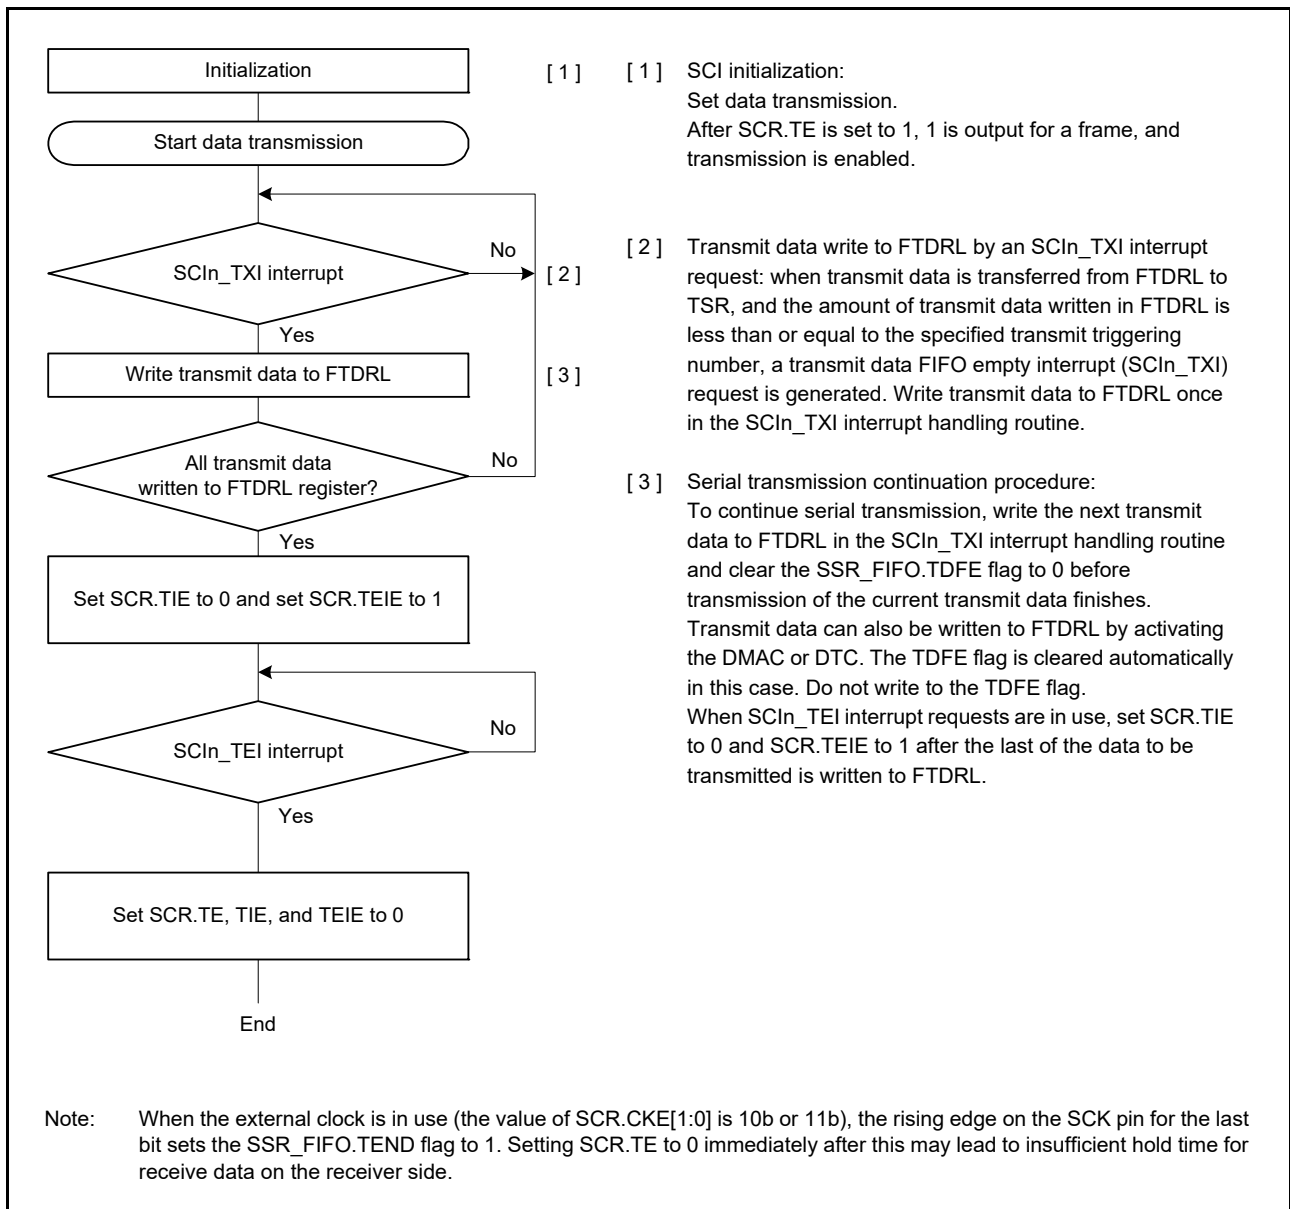 Initialization
[ 1 ]
Start data transmission
No
SCIn_TXI interrupt
[ 2 ]
Yes
Write transmit data to FTDRL
[ 3 ]
All transmit data
written to FTDRL register?
No
Yes
Set SCR.TIE to 0 and set SCR.TEIE to 1
No
SCIn_TEI interrupt
Yes
Set SCR.TE, TIE, and TEIE to 0
End
[ 1 ] SCI initialization:
Set data transmission.
After SCR.TE is set to 1, 1 is output for a frame, and
transmission is enabled.
[ 2 ] Transmit data write to FTDRL by an SCIn_TXI interrupt
request: when transmit data is transferred from FTDRL to
TSR, and the amount of transmit data written in FTDRL is
less than or equal to the specified transmit triggering
number, a transmit data FIFO empty interrupt (SCIn_TXI)
request is generated. Write transmit data to FTDRL once
in the SCIn_TXI interrupt handling routine.
[ 3 ] Serial transmission continuation procedure:
To continue serial transmission, write the next transmit
data to FTDRL in the SCIn_TXI interrupt handling routine
and clear the SSR_FIFO.TDFE flag to 0 before
transmission of the current transmit data finishes.
Transmit data can also be written to FTDRL by activating
the DMAC or DTC. The TDFE flag is cleared automatically
in this case. Do not write to the TDFE flag.
When SCIn_TEI interrupt requests are in use, set SCR.TIE
to 0 and SCR.TEIE to 1 after the last of the data to be
transmitted is written to FTDRL.
Note: When the external clock is in use (the value of SCR.CKE[1:0] is 10b or 11b), the rising edge on the SCK pin for the last
bit sets the SSR_FIFO.TEND flag to 1. Setting SCR.TE to 0 immediately after this may lead to insufficient hold time for
receive data on the receiver side.